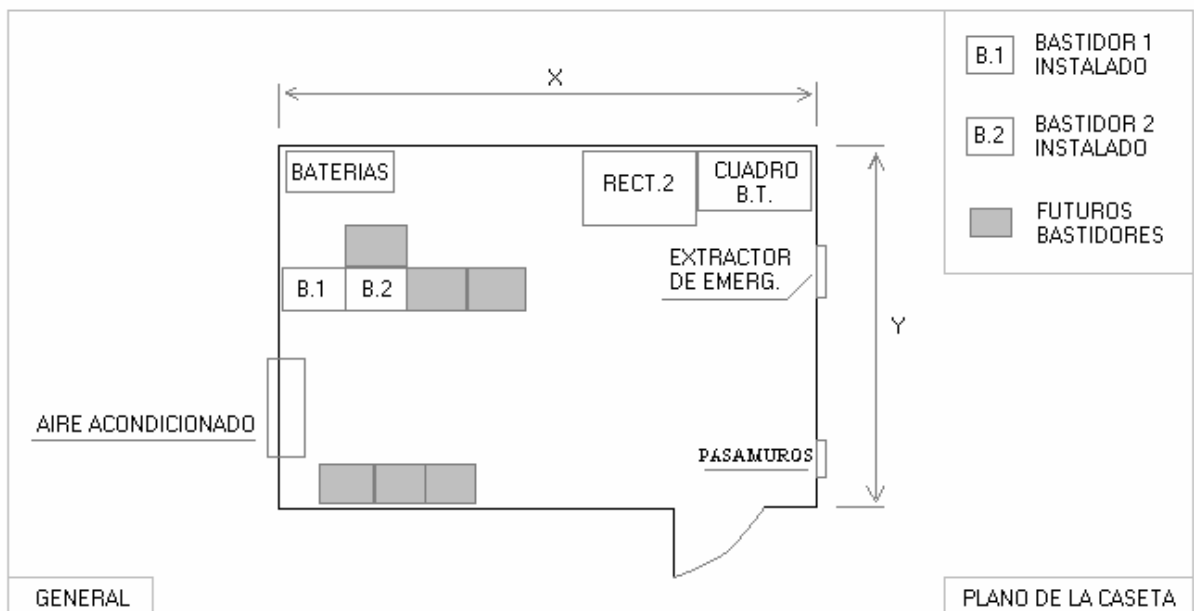 X
BATERIAS
RECT.2
CUADRO
B.T.
EXTRACTOR
DE EMERG.
B.1
B.2
Y
AIRE ACONDICIONADO
PASAMUROS
B.1
BASTIDOR 1
INSTALADO
B.2
BASTIDOR 2
INSTALADO
FUTUROS
BASTIDORES
GENERAL
PLANO DE LA CASETA